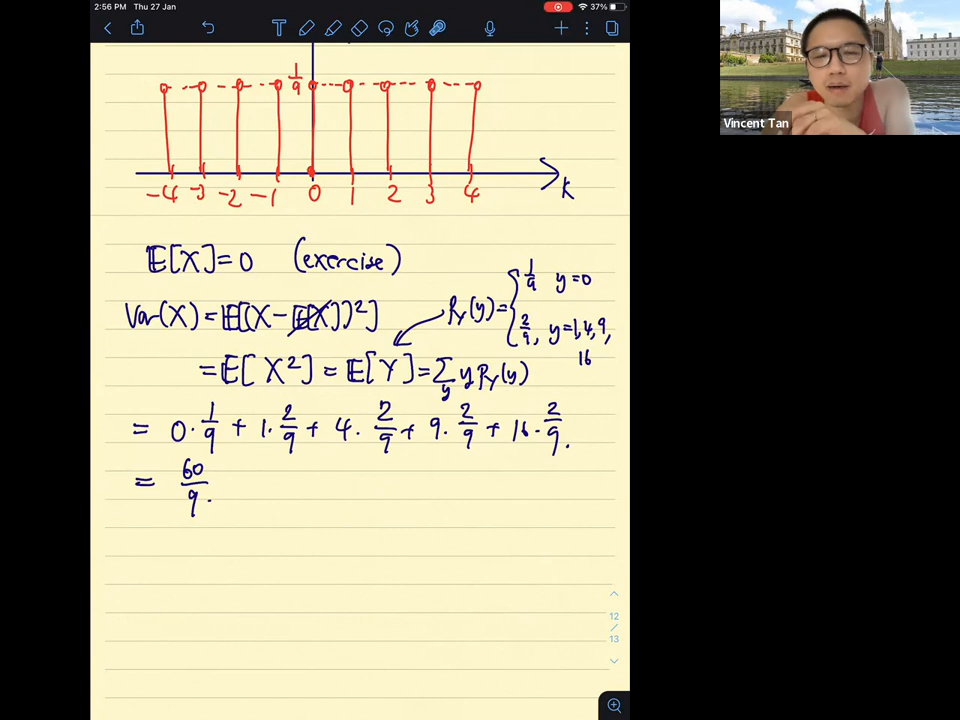 2:56 PM Thu 27 Jan
37%
Vincent Tan
1/9
-4 -3 -2 -1 0 1 2 3 4 k
E[X]=0 (exercise)
1/9 y=0
Var(X)=E[(X-E[X])²] P_Y(y)={
2/9, y=1,4,9,
16
=E[X²]=E[Y]=∑_y y P_Y(y)
= 0·1/9 + 1·2/9 + 4·2/9 + 9·2/9 + 16·2/9.
= 60/9.
12
/
13